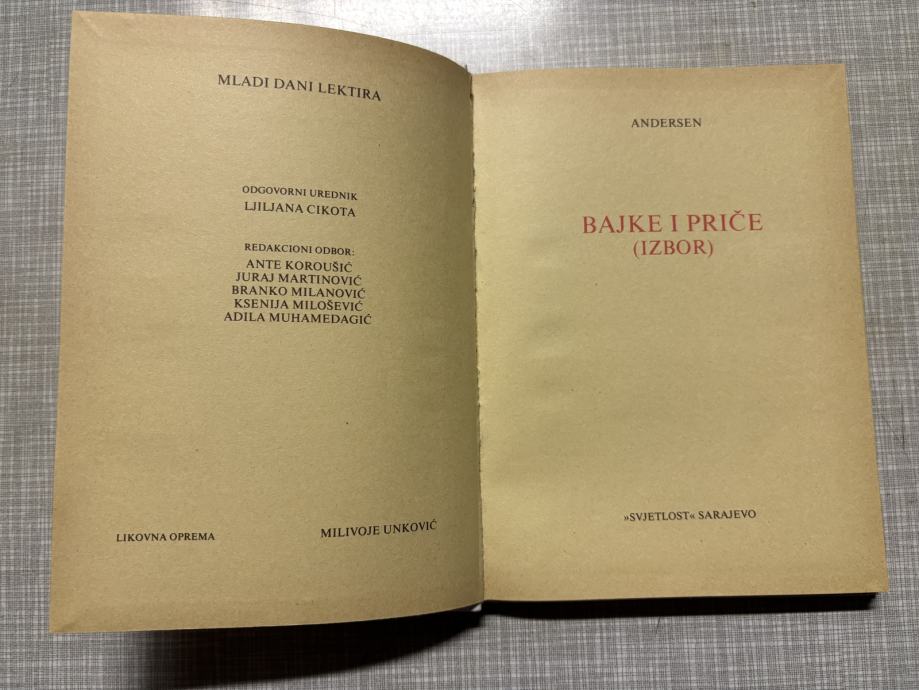 MLADI DANI LEKTIRA
ODGOVORNI UREDNIK
LJILJANA CIKOTA
REDAKCIONI ODBOR:
ANTE KOROUŠIĆ
JURAJ MARTINOVIĆ
BRANKO MILANOVIĆ
KSENIJA MILOŠEVIĆ
ADILA MUHAMEDAGIĆ
LIKOVNA OPREMA MILIVOJE UNKOVIĆ
ANDERSEN
BAJKE I PRIČE
(IZBOR)
»SVJETLOST« SARAJEVO